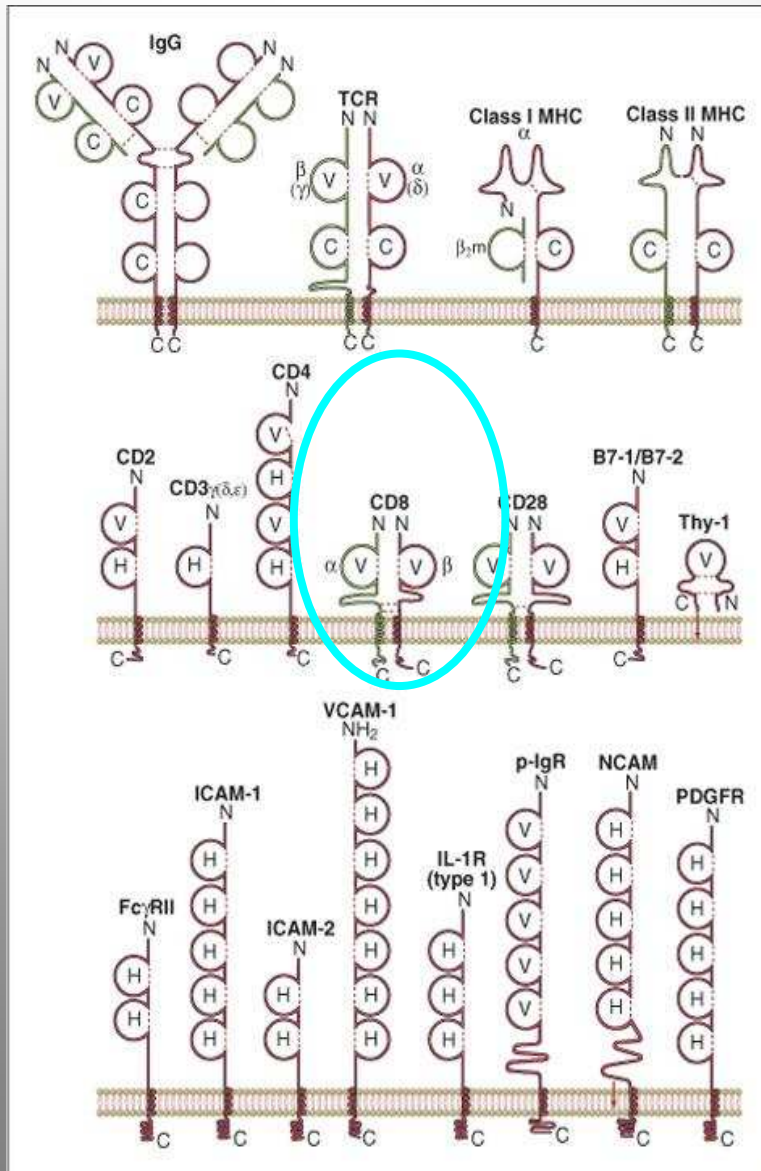 IgG
N N N N
V V C C
C C
C C
TCR
N N
β (γ) V V α (δ)
C C
C C
Class I MHC
α
N
β₂m C
C
Class II MHC
N N
C C
C C
CD2
N
V
H
C
CD3γ(δ,ε)
N
H
C
CD4
N
V
H
V
H
C
CD8
N N
α V V β
C C
CD28
N N
V V
C C
B7-1/B7-2
N
V
H
C
Thy-1
V
C N
FcγRII
N
H
H
C
ICAM-1
N
H
H
H
H
H
C
ICAM-2
N
H
H
C
VCAM-1
NH₂
H
H
H
H
H
H
H
C
IL-1R
(type 1)
N
H
H
H
C
p-IgR
N
V
V
V
V
V
C
NCAM
N
H
H
H
H
H
C
PDGFR
N
H
H
H
H
H
C